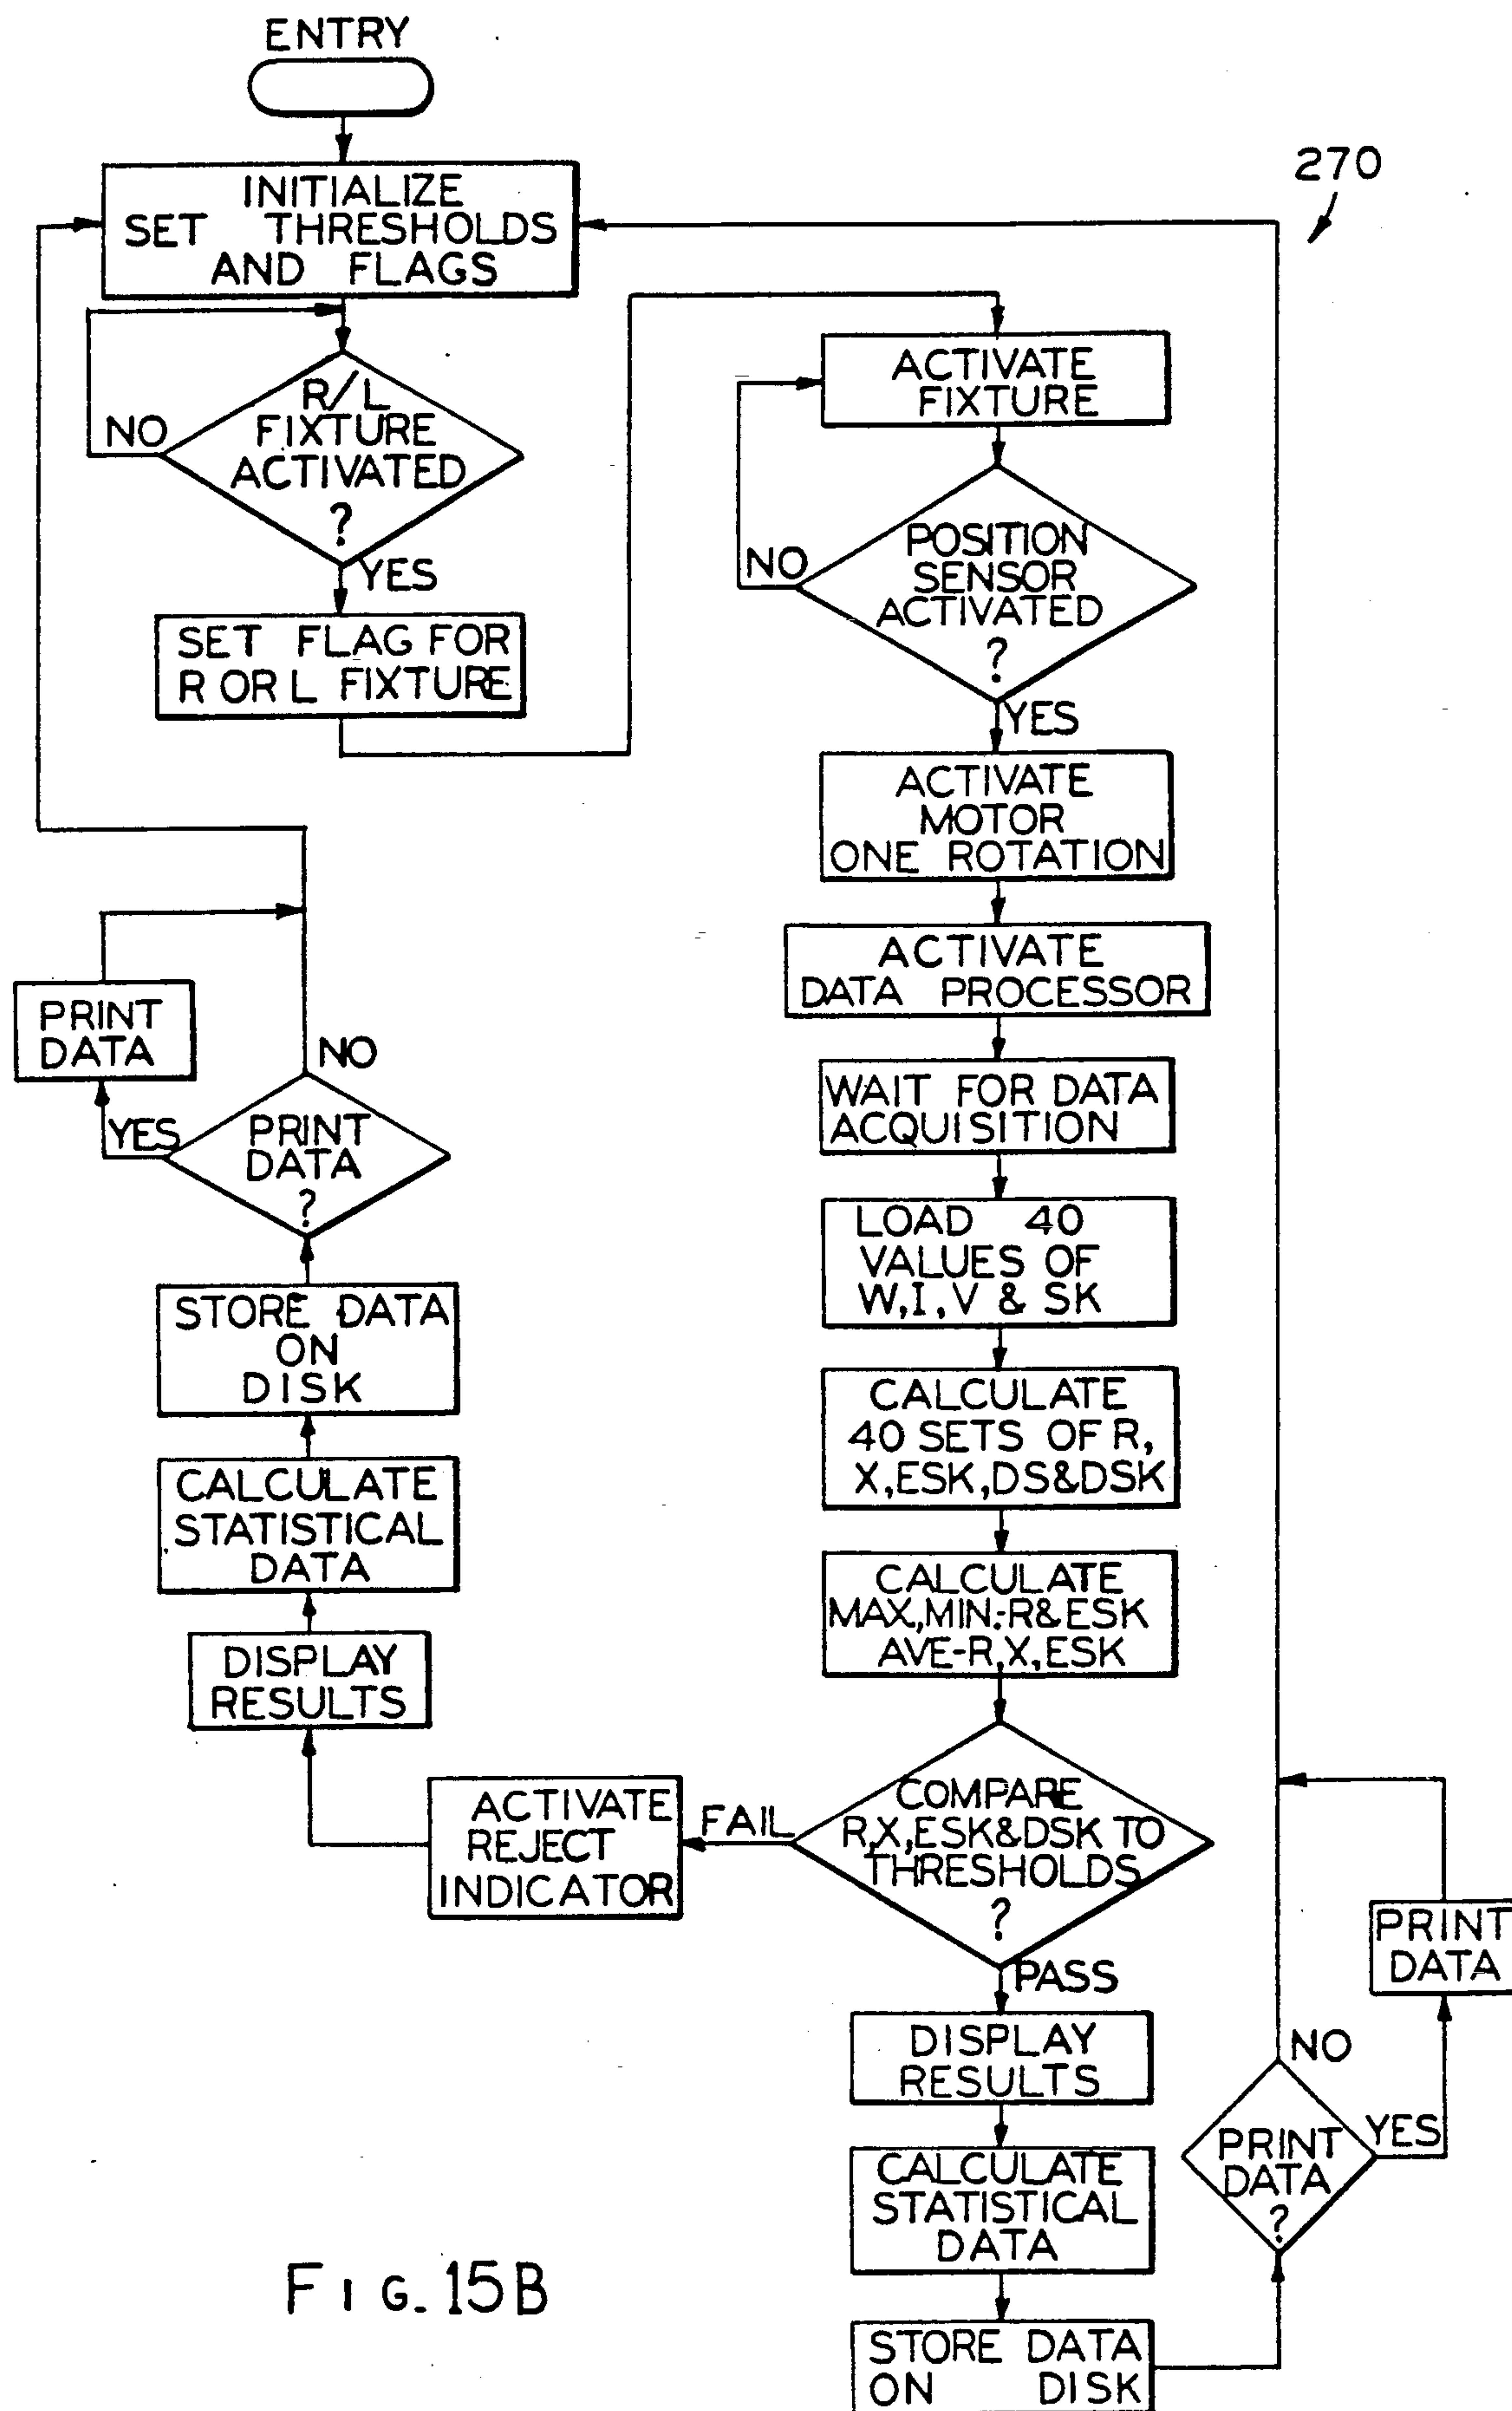 ENTRY
270
INITIALIZE
SET THRESHOLDS
AND FLAGS
R/L
FIXTURE
ACTIVATED
?
NO
YES
SET FLAG FOR
R OR L FIXTURE
ACTIVATE
FIXTURE
POSITION
SENSOR
ACTIVATED
?
NO
YES
ACTIVATE
MOTOR
ONE ROTATION
ACTIVATE
DATA PROCESSOR
WAIT FOR DATA
ACQUISITION
LOAD 40
VALUES OF
W,I,V & SK
CALCULATE
40 SETS OF R,
X,ESK,DS&DSK
CALCULATE
MAX,MIN.-R&ESK
AVE-R,X,ESK
COMPARE
R,X,ESK&DSK TO
THRESHOLDS
?
FAIL
PASS
ACTIVATE
REJECT
INDICATOR
DISPLAY
RESULTS
CALCULATE
STATISTICAL
DATA
STORE DATA
ON
DISK
PRINT
DATA
?
YES
NO
PRINT
DATA
DISPLAY
RESULTS
CALCULATE
STATISTICAL
DATA
STORE DATA
ON DISK
PRINT
DATA
?
YES
NO
PRINT
DATA
FIG. 15B